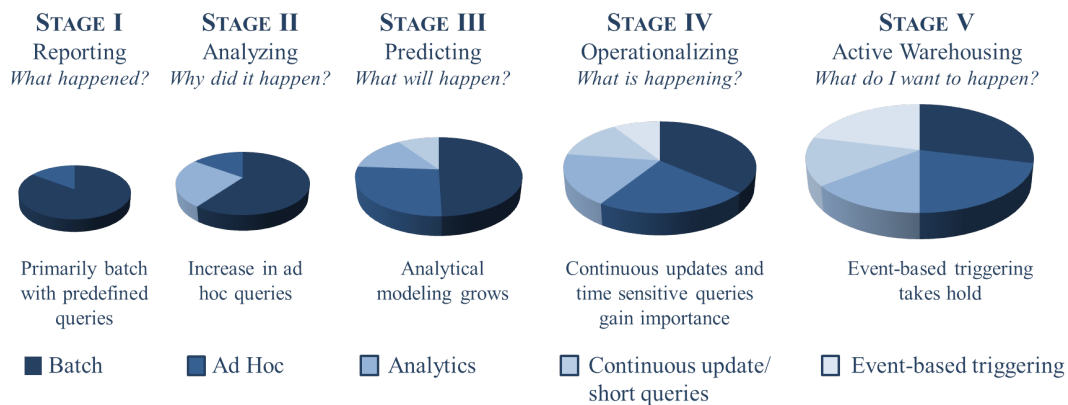 STAGE I
Reporting
What happened?
STAGE II
Analyzing
Why did it happen?
STAGE III
Predicting
What will happen?
STAGE IV
Operationalizing
What is happening?
STAGE V
Active Warehousing
What do I want to happen?
Primarily batch
with predefined
queries
Increase in ad
hoc queries
Analytical
modeling grows
Continuous updates and
time sensitive queries
gain importance
Event-based triggering
takes hold
Batch
Ad Hoc
Analytics
Continuous update/
short queries
Event-based triggering